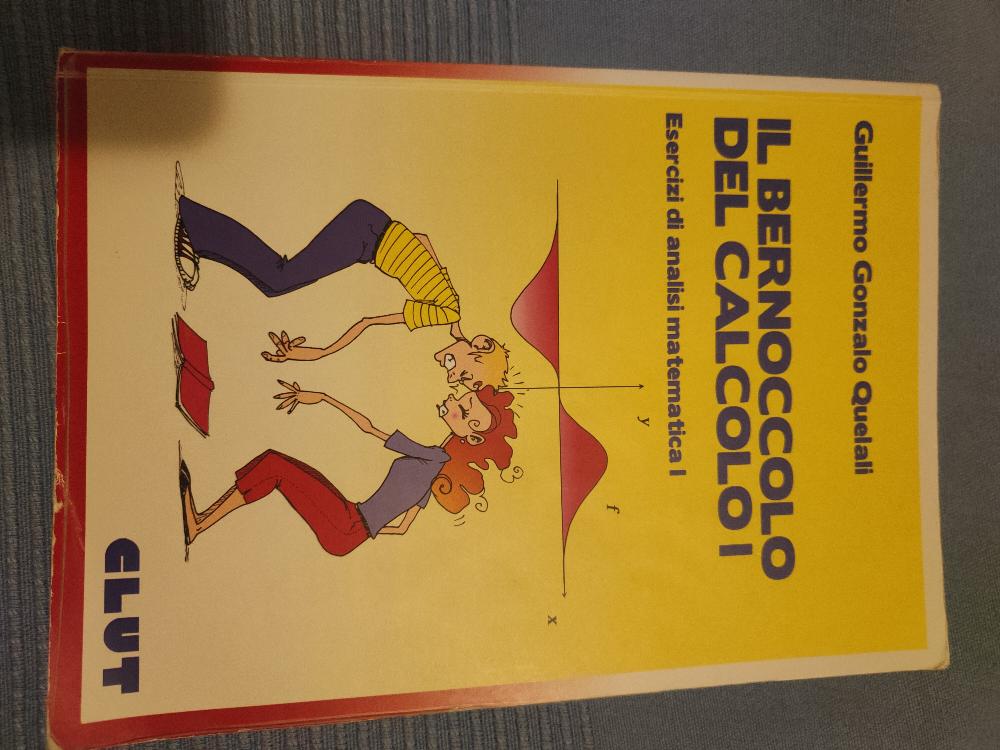 Guillermo Gonzalo Quelali
IL BERNOCCOLO
DEL CALCOLO I
Esercizi di analisi matematica I
y
f
x
CLUT